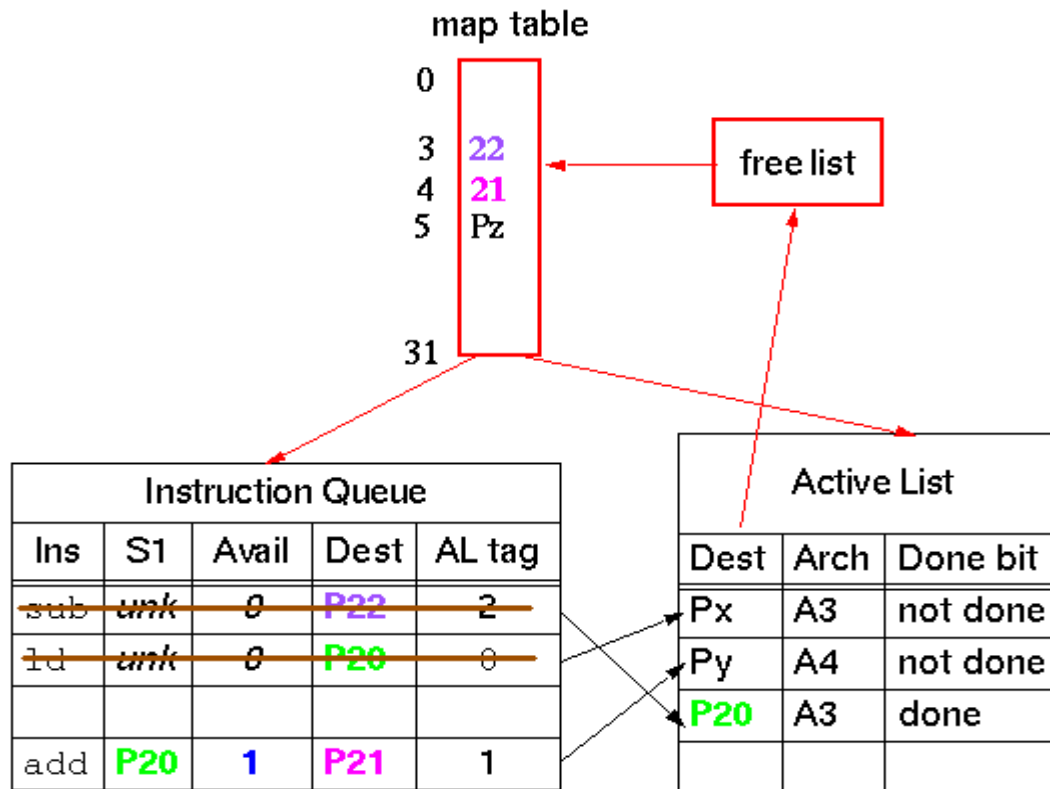 map table
0
3 22
4 21
5 Pz
31
free list
Instruction Queue
Ins S1 Avail Dest AL tag
sub unk 0 P22 2
ld unk 0 P20 0
add P20 1 P21 1
Active List
Dest Arch Done bit
Px A3 not done
Py A4 not done
P20 A3 done